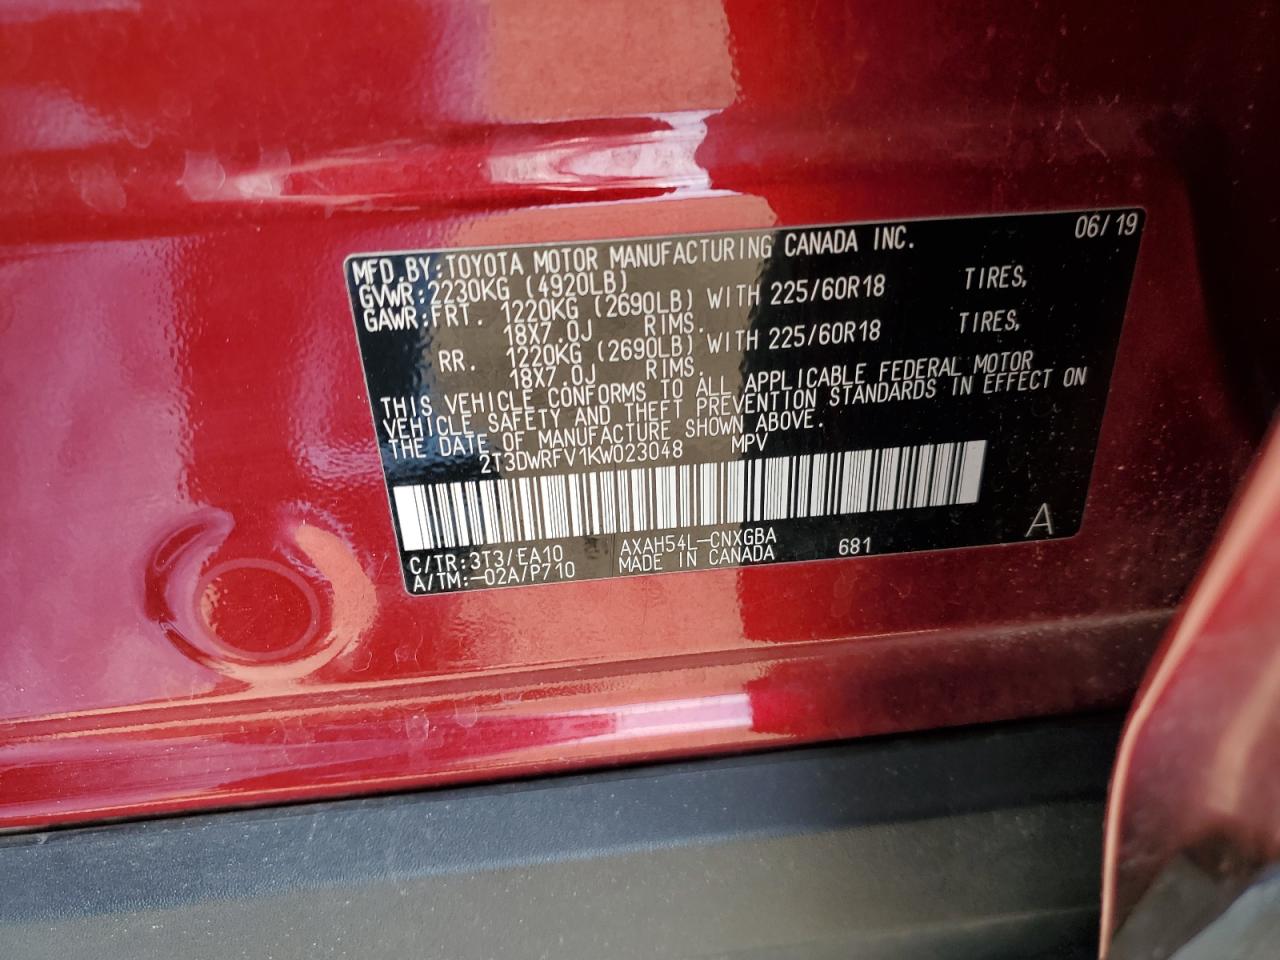 06/19
MFD.BY:TOYOTA MOTOR MANUFACTURING CANADA INC.
GVWR:2230KG (4920LB)
GAWR:FRT. 1220KG (2690LB) WITH 225/60R18 TIRES,
18X7.0J RIMS.
RR. 1220KG (2690LB) WITH 225/60R18 TIRES,
18X7.0J RIMS.
THIS VEHICLE CONFORMS TO ALL APPLICABLE FEDERAL MOTOR
VEHICLE SAFETY AND THEFT PREVENTION STANDARDS IN EFFECT ON
THE DATE OF MANUFACTURE SHOWN ABOVE.
2T3DWRFV1KW023048 MPV
A
C/TR:3T3/EA10 AXAH54L-CNXGBA 681
A/TM:-02A/P710 MADE IN CANADA